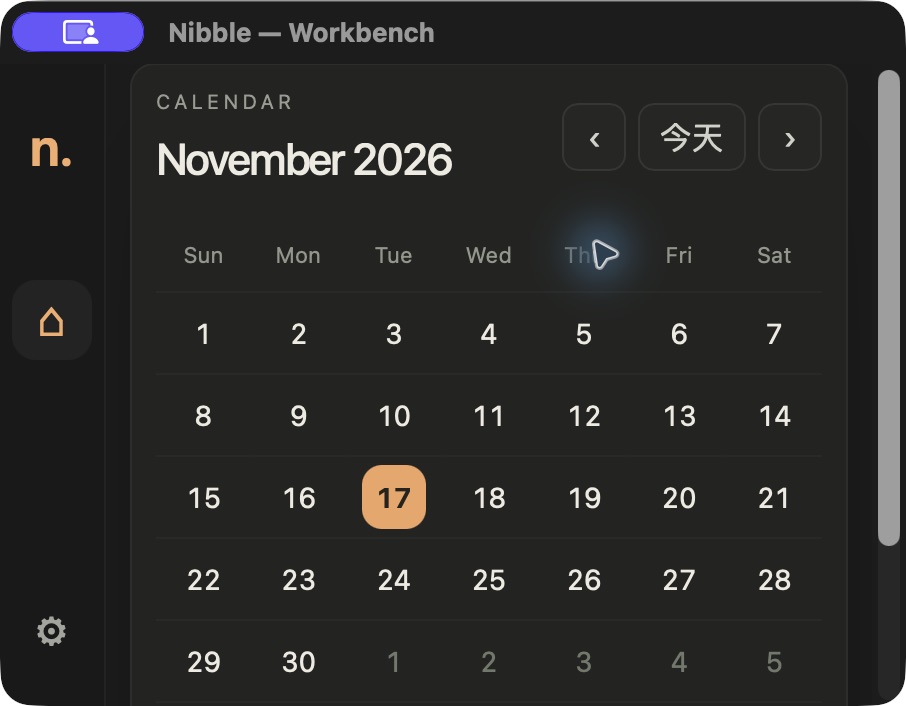 Nibble — Workbench
n.
CALENDAR
November 2026
‹ 今天 ›
Sun Mon Tue Wed Fri Sat
1 2 3 4 5 6 7
8 9 10 11 12 13 14
15 16 17 18 19 20 21
22 23 24 25 26 27 28
29 30 1 2 3 4 5